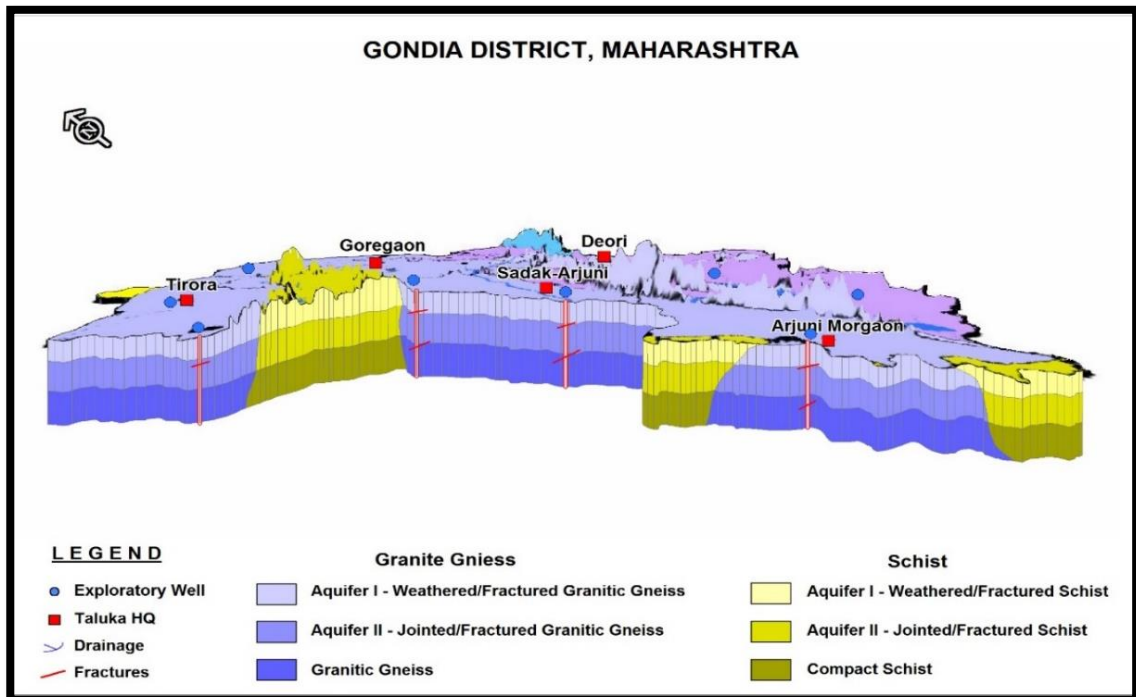 GONDIA DISTRICT, MAHARASHTRA
Deori
Goregaon
Sadak-Arjuni
Tirora
Arjuni Morgaon
L E G E N D
Exploratory Well
Taluka HQ
Drainage
Fractures
Granite Gniess
Aquifer I - Weathered/Fractured Granitic Gneiss
Aquifer II - Jointed/Fractured Granitic Gneiss
Granitic Gneiss
Schist
Aquifer I - Weathered/Fractured Schist
Aquifer II - Jointed/Fractured Schist
Compact Schist